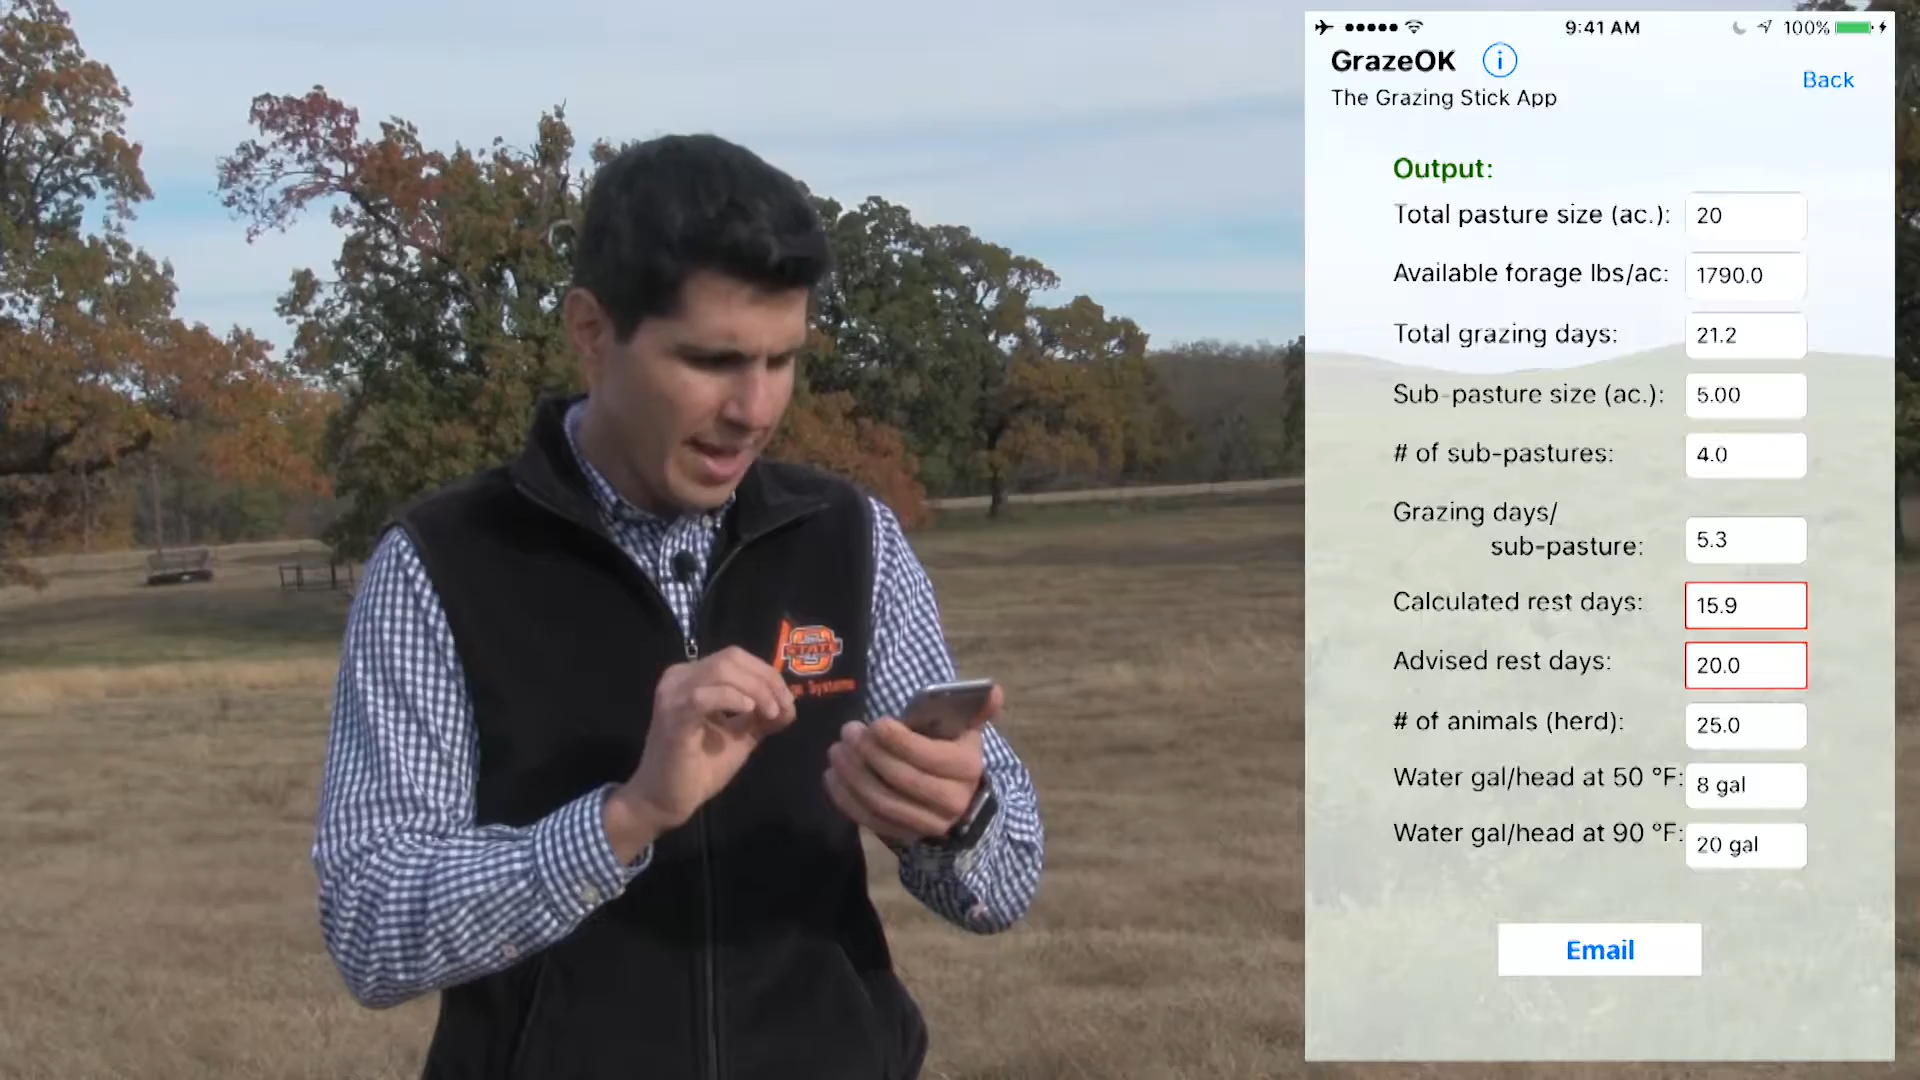 9:41 AM
100%
GrazeOK
The Grazing Stick App
Back
Output:
Total pasture size (ac.): 20
Available forage lbs/ac: 1790.0
Total grazing days: 21.2
Sub-pasture size (ac.): 5.00
# of sub-pastures: 4.0
Grazing days/
sub-pasture: 5.3
Calculated rest days: 15.9
Advised rest days: 20.0
# of animals (herd): 25.0
Water gal/head at 50 °F: 8 gal
Water gal/head at 90 °F: 20 gal
Email
STATE
Systems